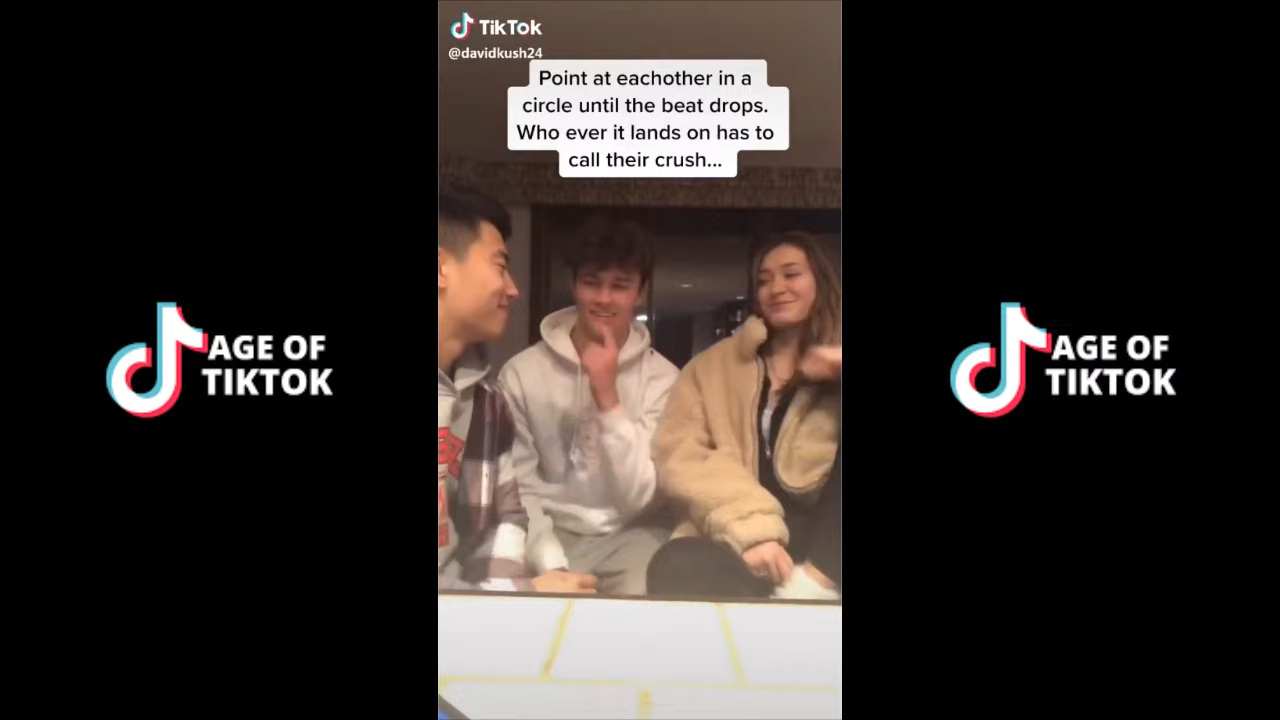 TikTok
@davidkush24
Point at eachother in a
circle until the beat drops.
Who ever it lands on has to
call their crush...
AGE OF
TIKTOK
AGE OF
TIKTOK